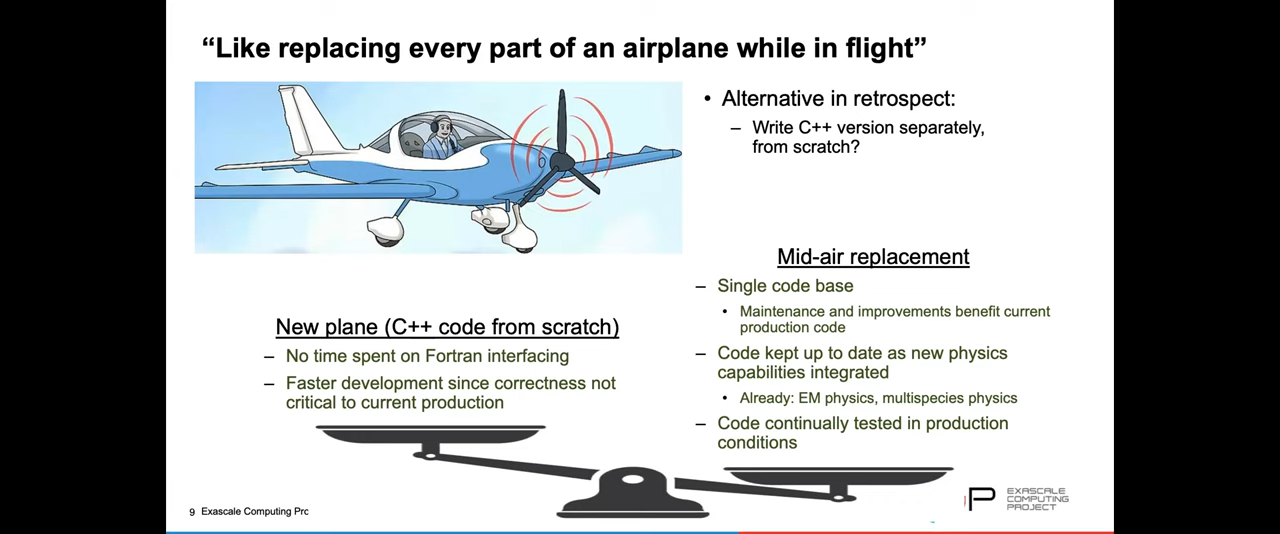 “Like replacing every part of an airplane while in flight”
• Alternative in retrospect:
– Write C++ version separately,
from scratch?
New plane (C++ code from scratch)
– No time spent on Fortran interfacing
– Faster development since correctness not
critical to current production
Mid-air replacement
– Single code base
• Maintenance and improvements benefit current
production code
– Code kept up to date as new physics
capabilities integrated
• Already: EM physics, multispecies physics
– Code continually tested in production
conditions
9 Exascale Computing Prc
EXASCALE
COMPUTING
PROJECT